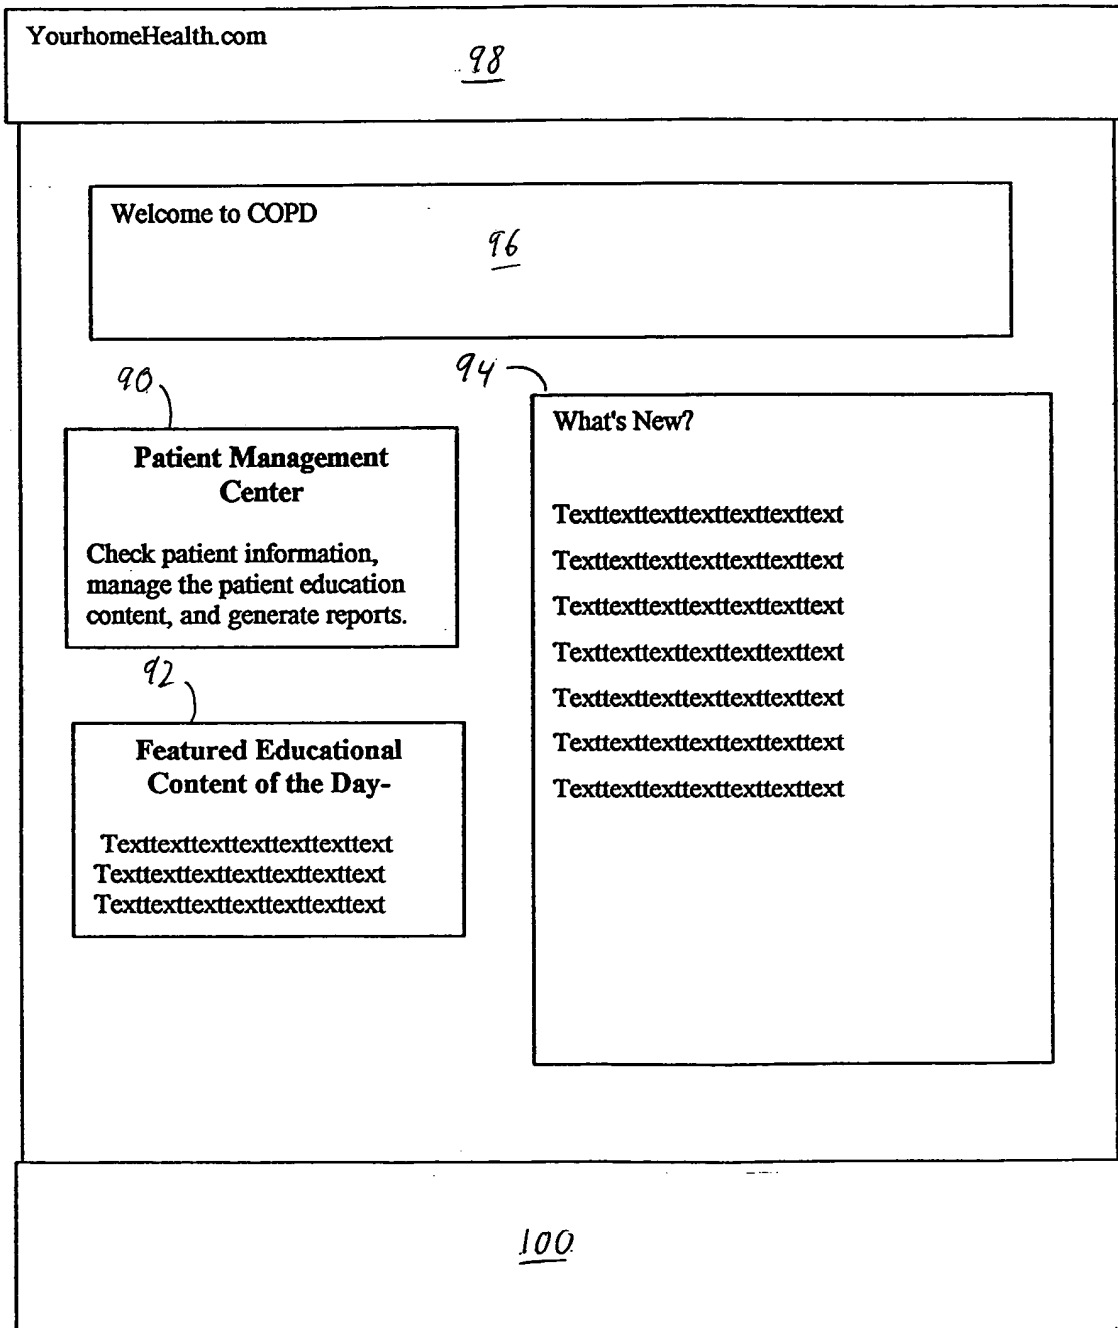 YourhomeHealth.com
98
Welcome to COPD
96
90
94
Patient Management
Center
Check patient information,
manage the patient education
content, and generate reports.
92
Featured Educational
Content of the Day-
Texttexttexttexttexttexttext
Texttexttexttexttexttexttext
Texttexttexttexttexttexttext
What's New?
Texttexttexttexttexttexttext
Texttexttexttexttexttexttext
Texttexttexttexttexttexttext
Texttexttexttexttexttexttext
Texttexttexttexttexttexttext
Texttexttexttexttexttexttext
Texttexttexttexttexttexttext
100